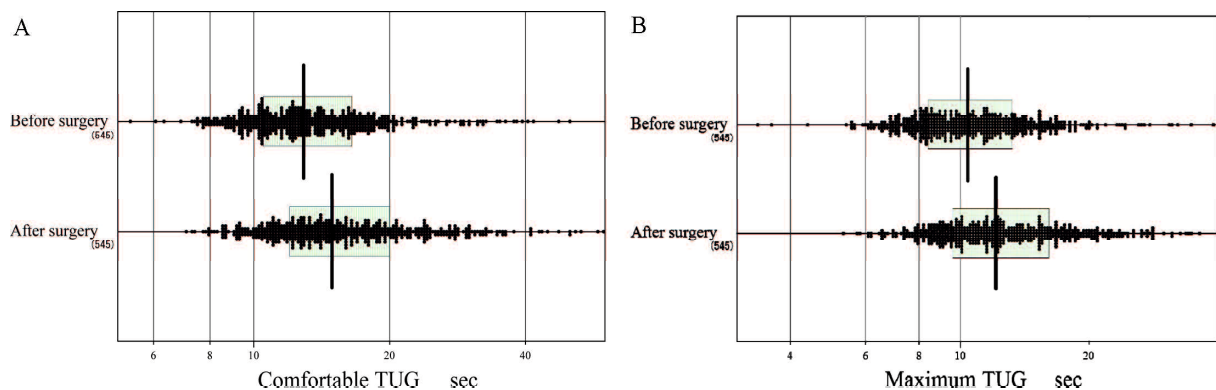 A
Before surgery
(545)
After surgery
(545)
6 8 10 20 40
Comfortable TUG sec
B
Before surgery
(545)
After surgery
(545)
4 6 8 10 20
Maximum TUG sec